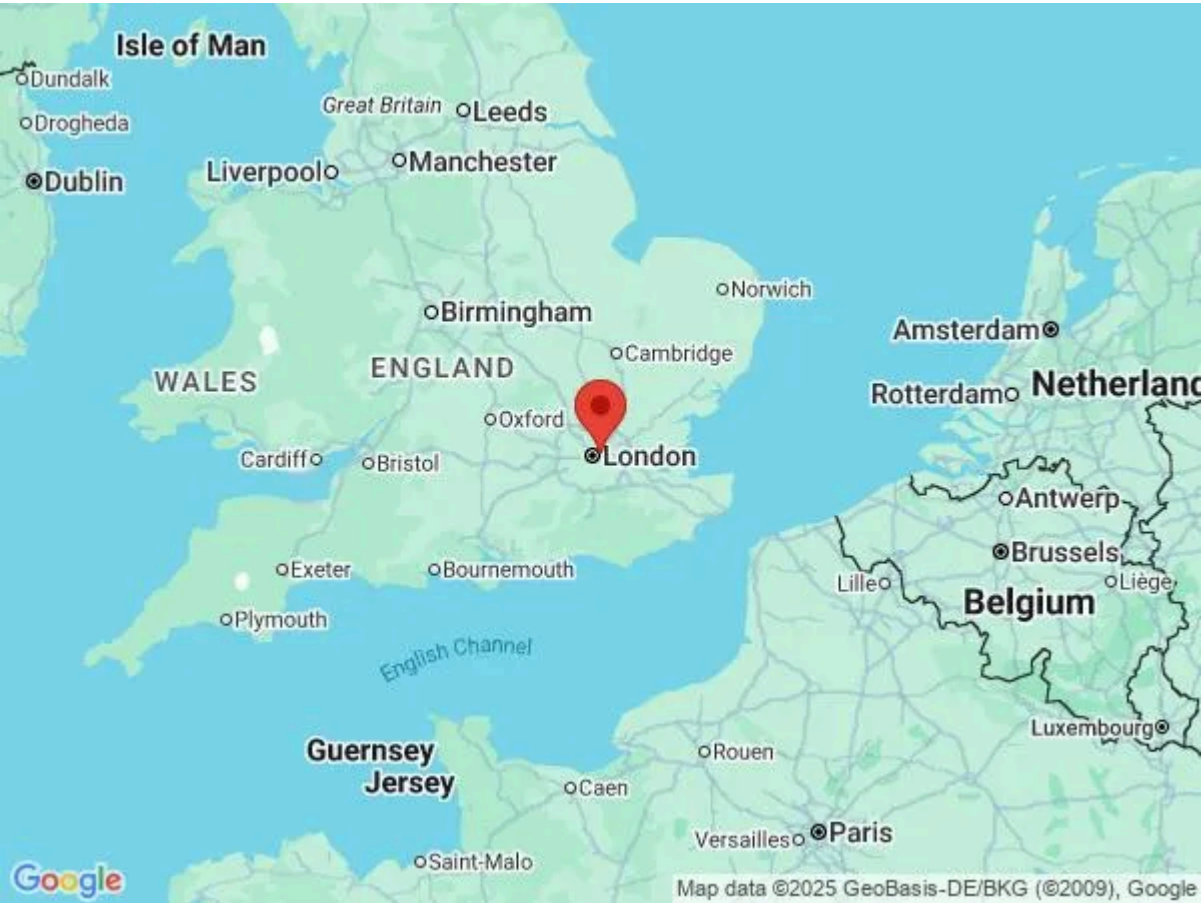 Isle of Man
Dundalk
Great Britain
Leeds
Drogheda
Manchester
Liverpool
Dublin
Norwich
Birmingham
Amsterdam
Cambridge
ENGLAND
WALES
Netherland
Rotterdam
Oxford
London
Cardiff
Bristol
Antwerp
Brussels
Exeter
Bournemouth
Lille
Liège
Belgium
Plymouth
English Channel
Luxembourg
Guernsey
Rouen
Jersey
Caen
Paris
Versailles
Saint-Malo
Google
Map data ©2025 GeoBasis-DE/BKG (©2009), Google